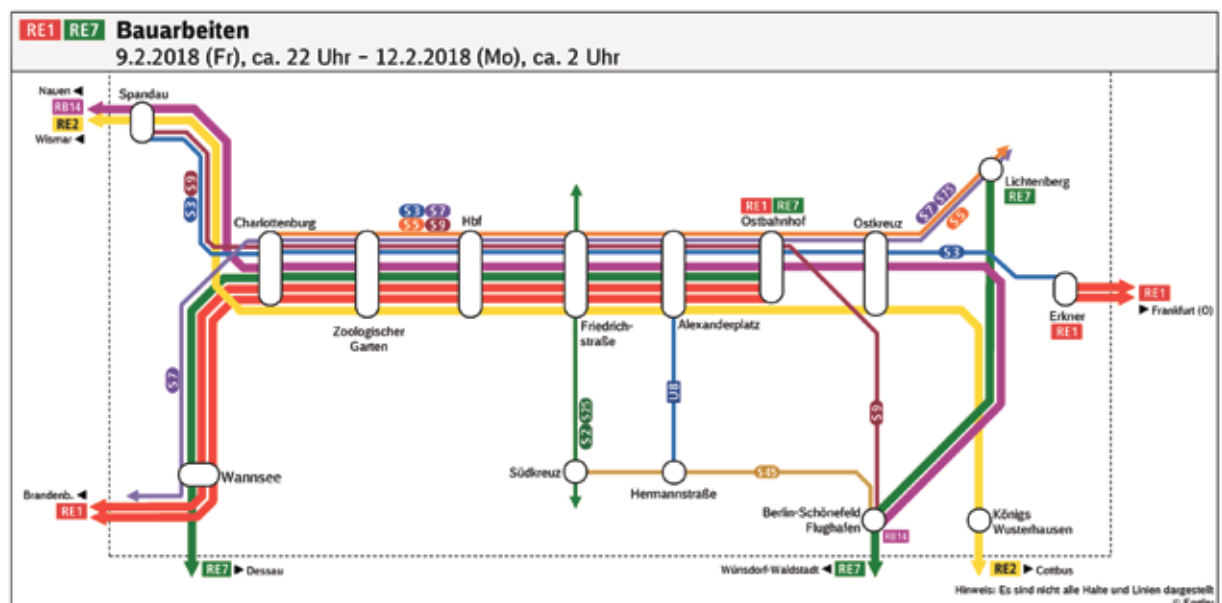 RE1 RE7 Bauarbeiten
9.2.2018 (Fr), ca. 22 Uhr – 12.2.2018 (Mo), ca. 2 Uhr
Nauen ◄
RB14
RE2
Wismar ◄
Spandau
S9
S3
Charlottenburg
S3 S7
S5 S9
Hbf
RE1 RE7
Ostbahnhof
Ostkreuz
S7 S75
S5
Lichtenberg
RE7
S3
RE1
► Frankfurt (O)
Erkner
RE1
Zoologischer
Garten
Friedrich-
straße
Alexanderplatz
S7
U8
S9
S2 S25
Wannsee
Südkreuz
S45
Hermannstraße
Brandenb. ◄
RE1
Berlin-Schönefeld
Flughafen
RB14
Königs
Wusterhausen
RE7 ► Dessau
Wünsdorf-Waldstadt ◄ RE7
RE2 ► Cottbus
Hinweis: Es sind nicht alle Halte und Linien dargestellt